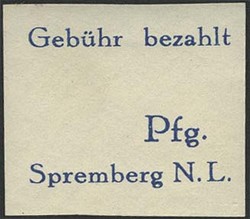 Gebühr bezahlt
Pfg.
Spremberg N.L.